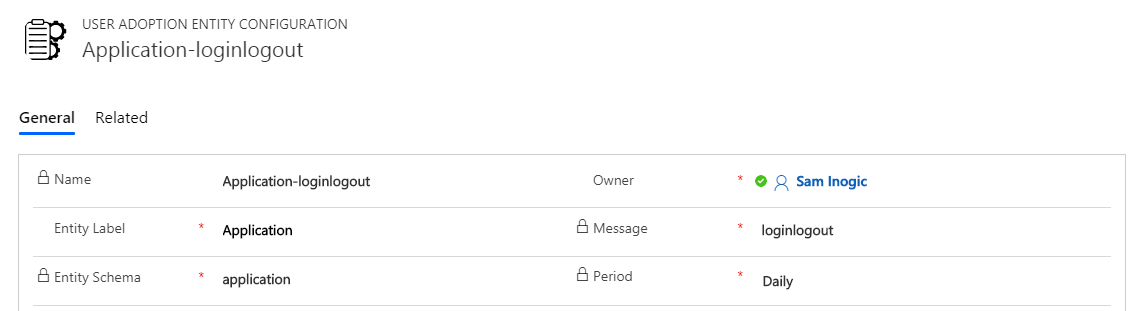 USER ADOPTION ENTITY CONFIGURATION
Application-loginlogout
General Related
Name Application-loginlogout Owner * Sam Inogic
Entity Label * Application Message * loginlogout
Entity Schema * application Period * Daily